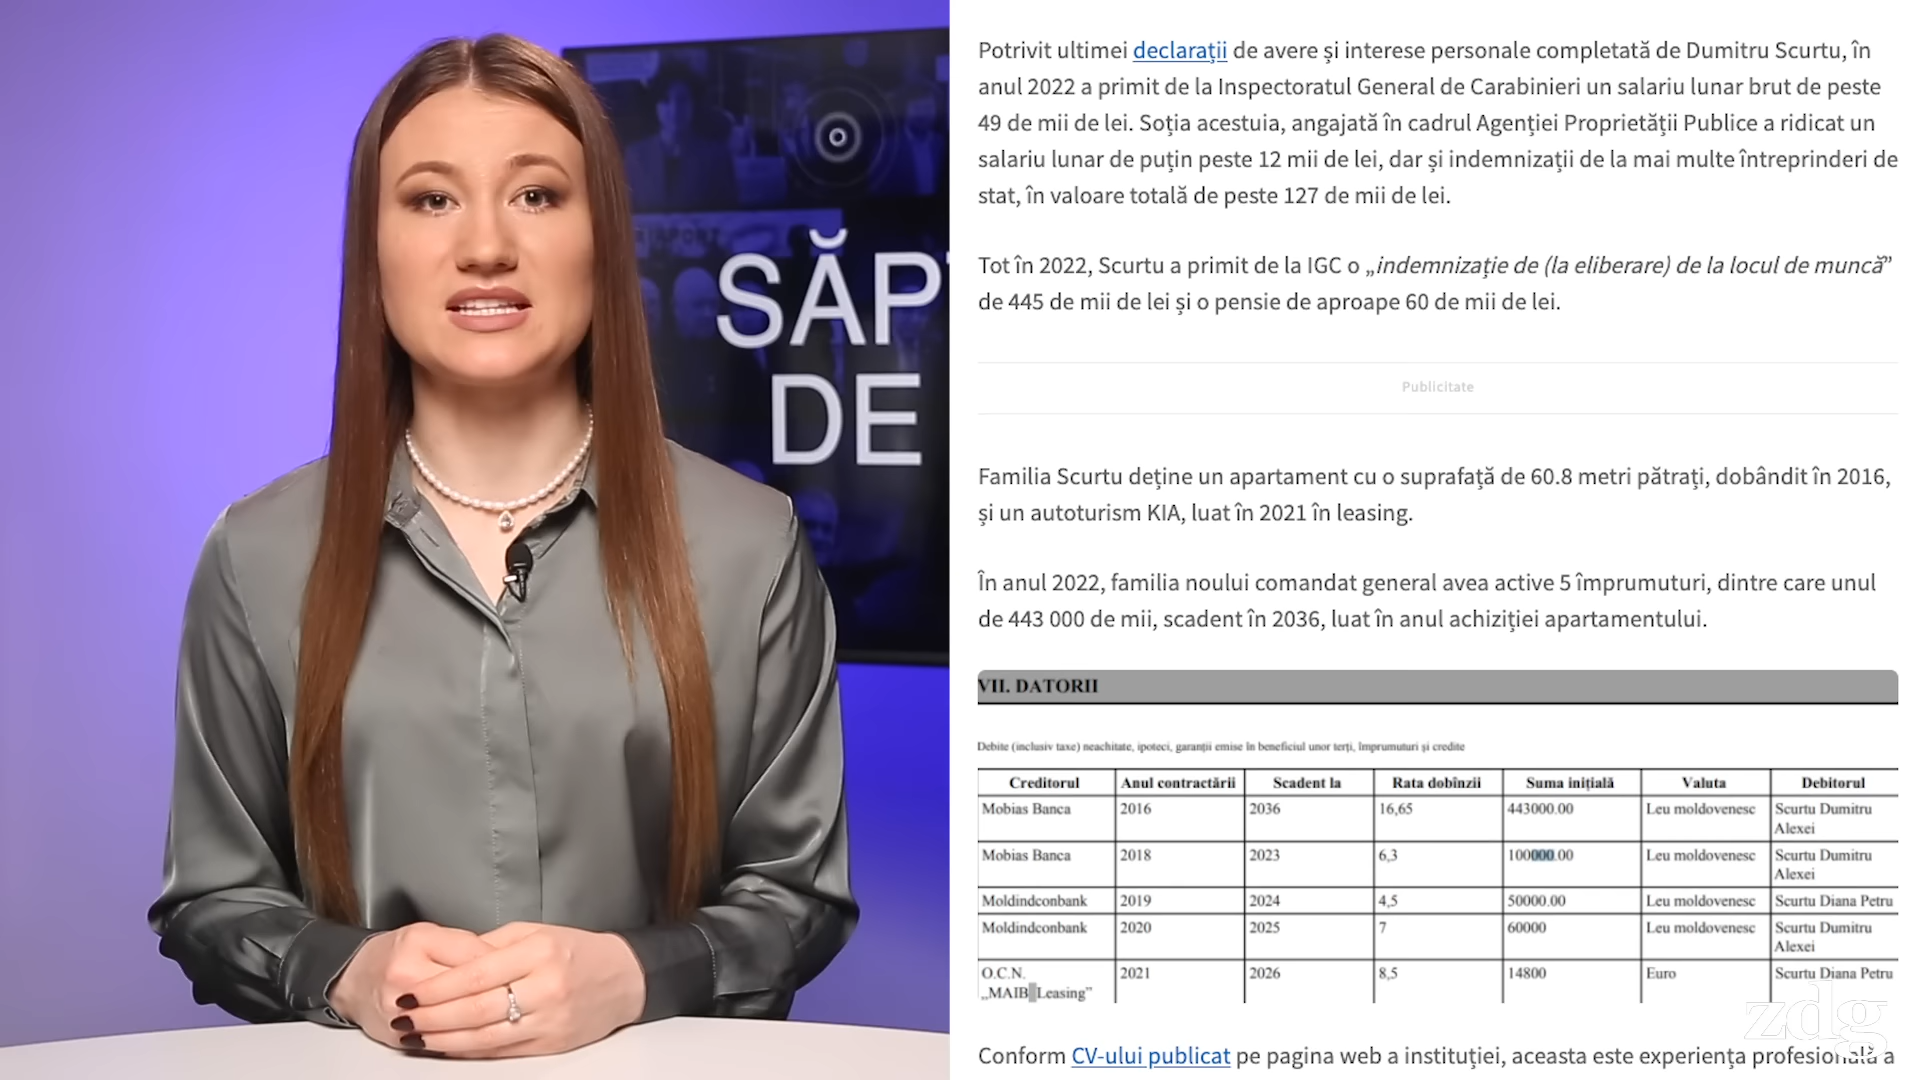 SĂP
DE
Potrivit ultimei declarații de avere și interese personale completată de Dumitru Scurtu, în
anul 2022 a primit de la Inspectoratul General de Carabinieri un salariu lunar brut de peste
49 de mii de lei. Soția acestuia, angajată în cadrul Agenției Proprietății Publice a ridicat un
salariu lunar de puțin peste 12 mii de lei, dar și indemnizații de la mai multe întreprinderi de
stat, în valoare totală de peste 127 de mii de lei.
Tot în 2022, Scurtu a primit de la IGC o „indemnizație de (la eliberare) de la locul de muncă”
de 445 de mii de lei și o pensie de aproape 60 de mii de lei.
Publicitate
Familia Scurtu deține un apartament cu o suprafață de 60.8 metri pătrați, dobândit în 2016,
și un autoturism KIA, luat în 2021 în leasing.
În anul 2022, familia noului comandat general avea active 5 împrumuturi, dintre care unul
de 443 000 de mii, scadent în 2036, luat în anul achiziției apartamentului.
VII. DATORII
Debite (inclusiv taxe) neachitate, ipoteci, garanții emise în beneficiul unor terți, împrumuturi și credite
Creditorul Anul contractării Scadent la Rata dobînzii Suma inițială Valuta Debitorul
Mobias Banca 2016 2036 16,65 443000.00 Leu moldovenesc Scurtu Dumitru
Alexei
Mobias Banca 2018 2023 6,3 100000.00 Leu moldovenesc Scurtu Dumitru
Alexei
Moldindconbank 2019 2024 4,5 50000.00 Leu moldovenesc Scurtu Diana Petru
Moldindconbank 2020 2025 7 60000 Leu moldovenesc Scurtu Dumitru
Alexei
O.C.N. 2021 2026 8,5 14800 Euro Scurtu Diana Petru
„MAIB Leasing”
zdg
Conform CV-ului publicat pe pagina web a instituției, aceasta este experiența profesională a